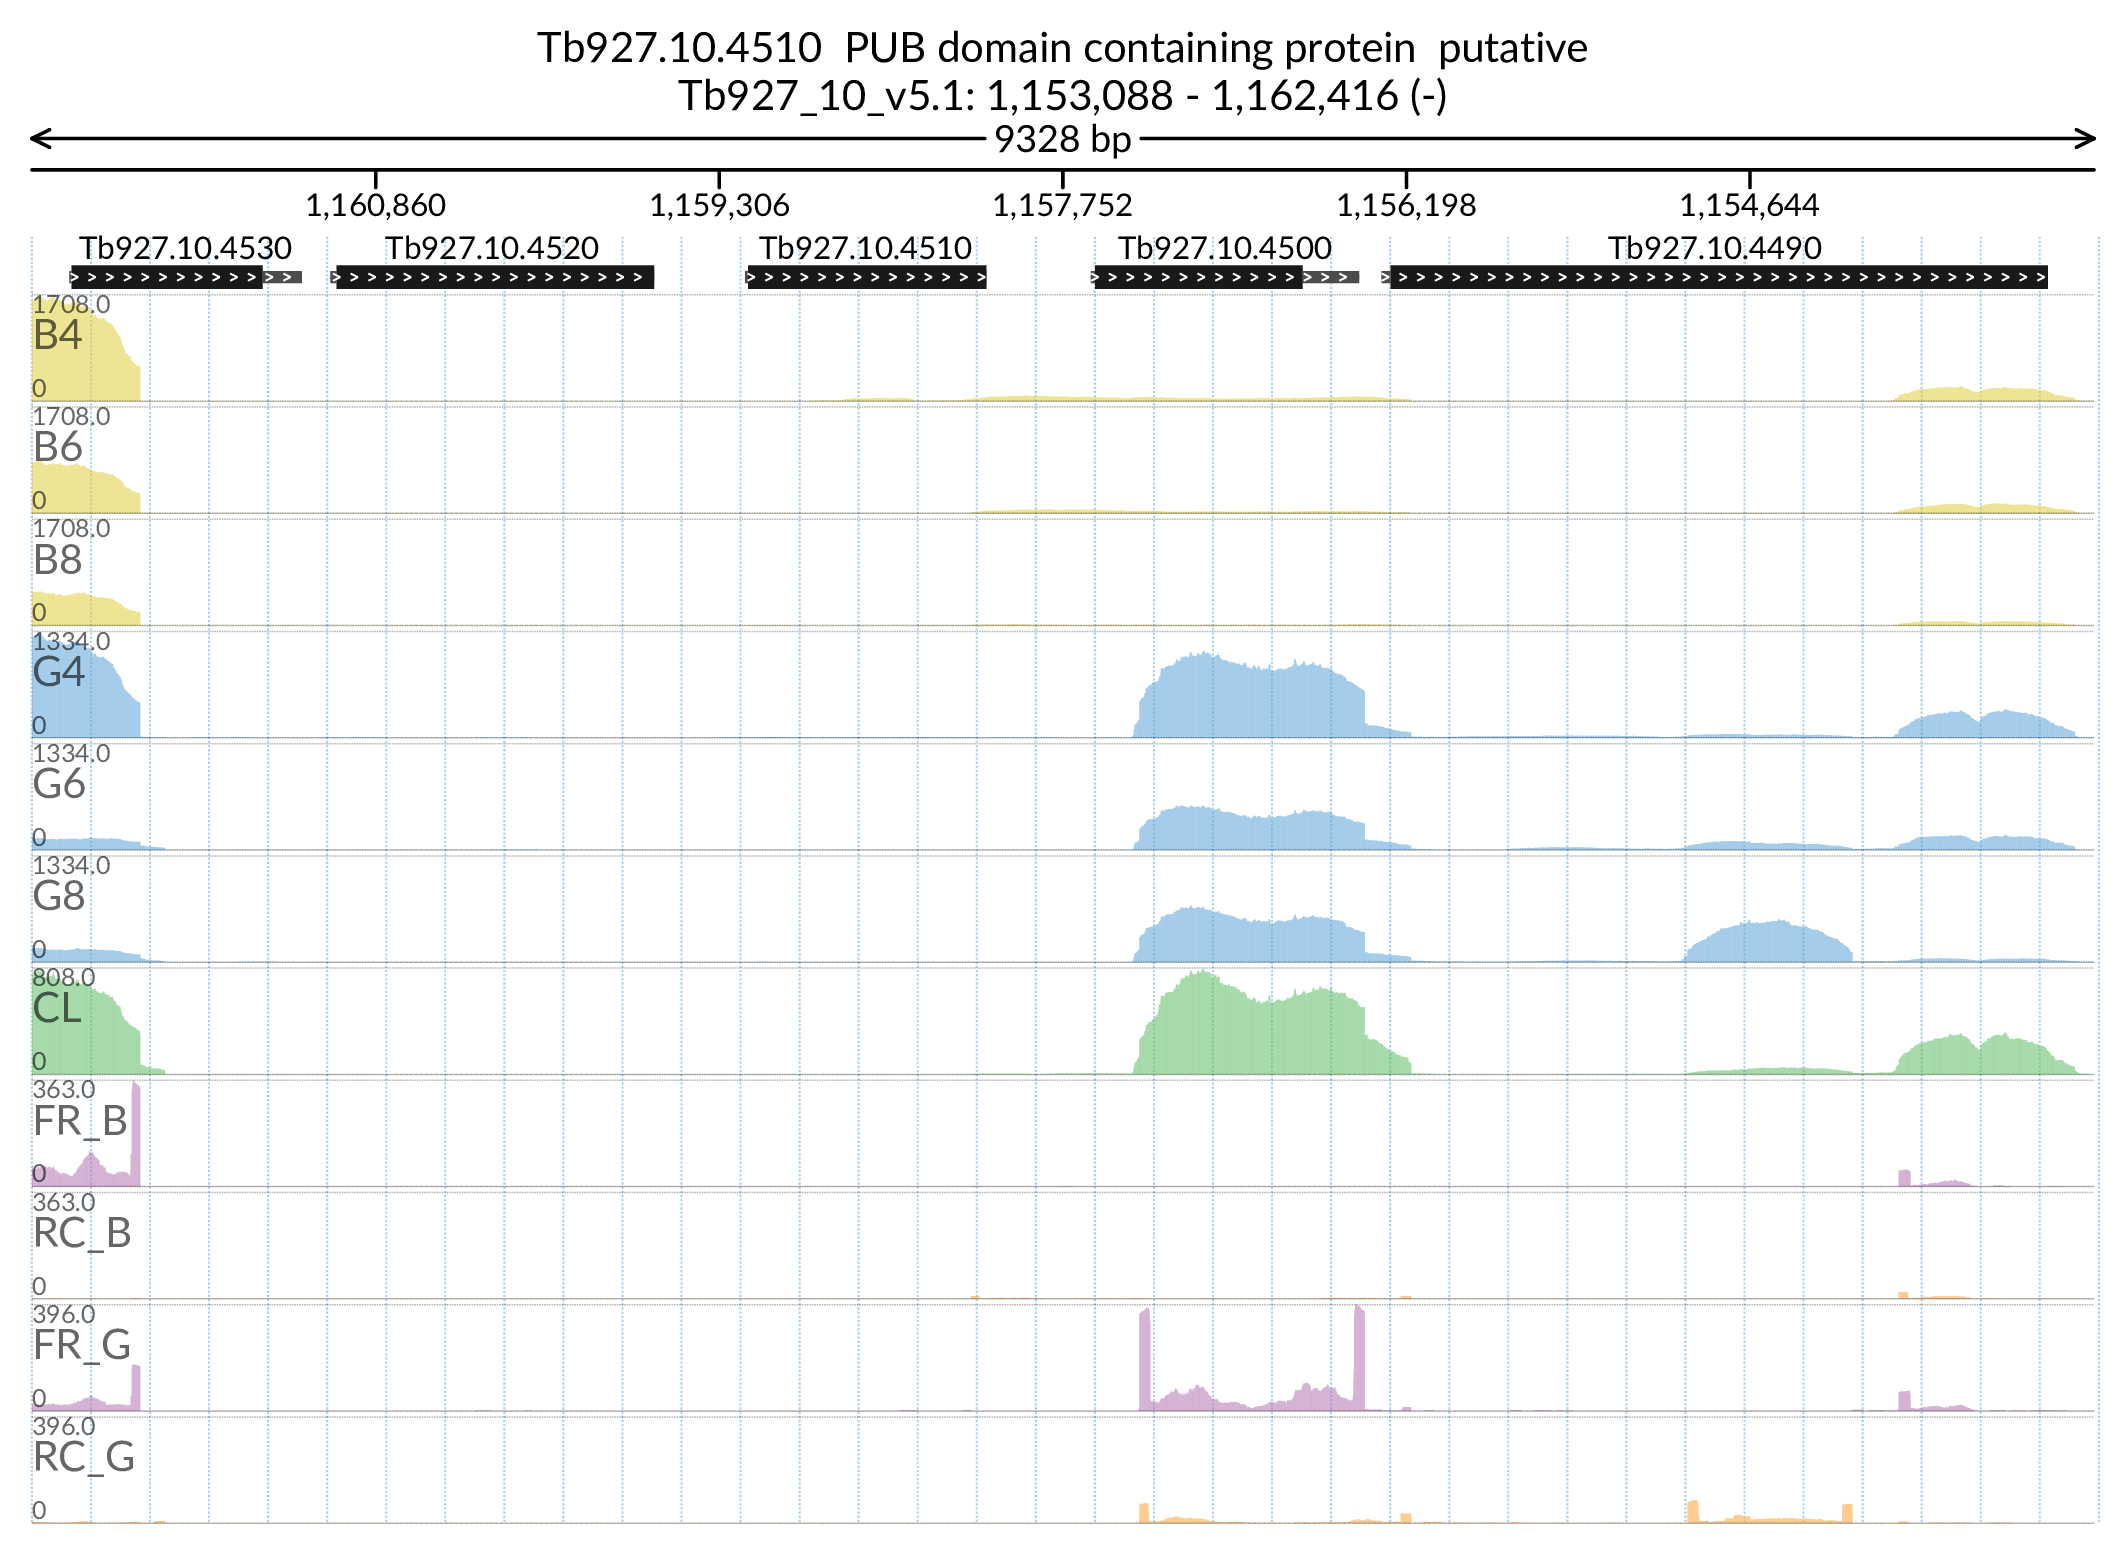 Tb927.10.4510  PUB domain containing protein  putative
Tb927_10_v5.1: 1,153,088 - 1,162,416 (-)
9328 bp
1,160,860 1,159,306 1,157,752 1,156,198 1,154,644
Tb927.10.4530 Tb927.10.4520 Tb927.10.4510 Tb927.10.4500 Tb927.10.4490
1708.0
B4
0
1708.0
B6
0
1708.0
B8
0
1334.0
G4
0
1334.0
G6
0
1334.0
G8
0
808.0
CL
0
363.0
FR_B
0
363.0
RC_B
0
396.0
FR_G
0
396.0
RC_G
0